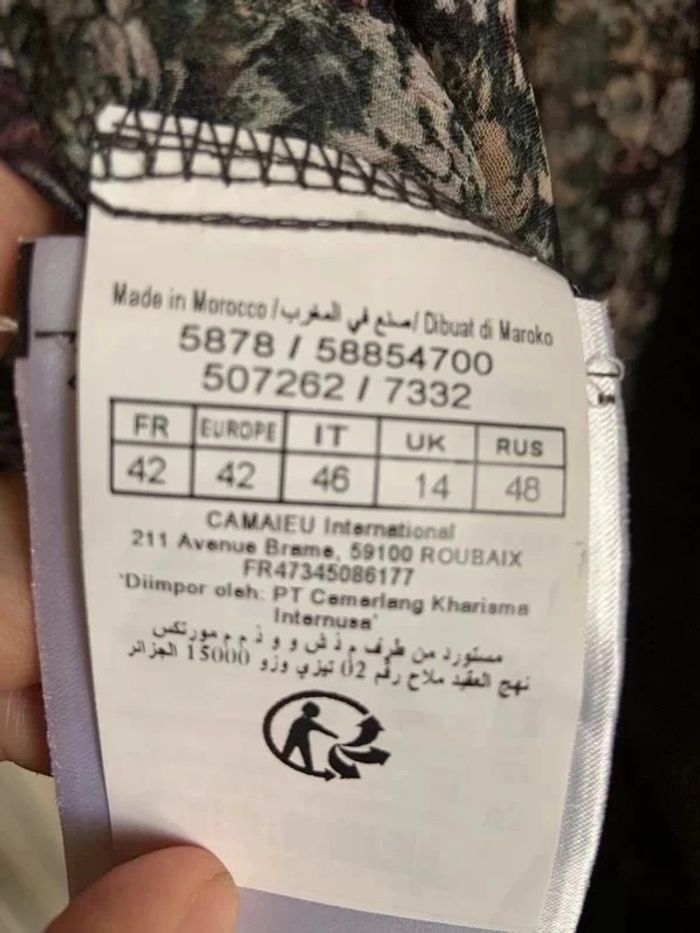 Made in Morocco / صنع في المغرب / Dibuat di Maroko
5878 / 58854700
507262 / 7332
FR EUROPE IT UK RUS
42 42 46 14 48
CAMAIEU International
211 Avenue Brame, 59100 ROUBAIX
FR47345086177
'Diimpor oleh: PT Cemerlang Kharisma
Internusa'
مستورد من طرف م ذ ش و و ذ م م مورتكس
نهج العقيد ملاح رقم 02 تيزي وزو 15000 الجزائر